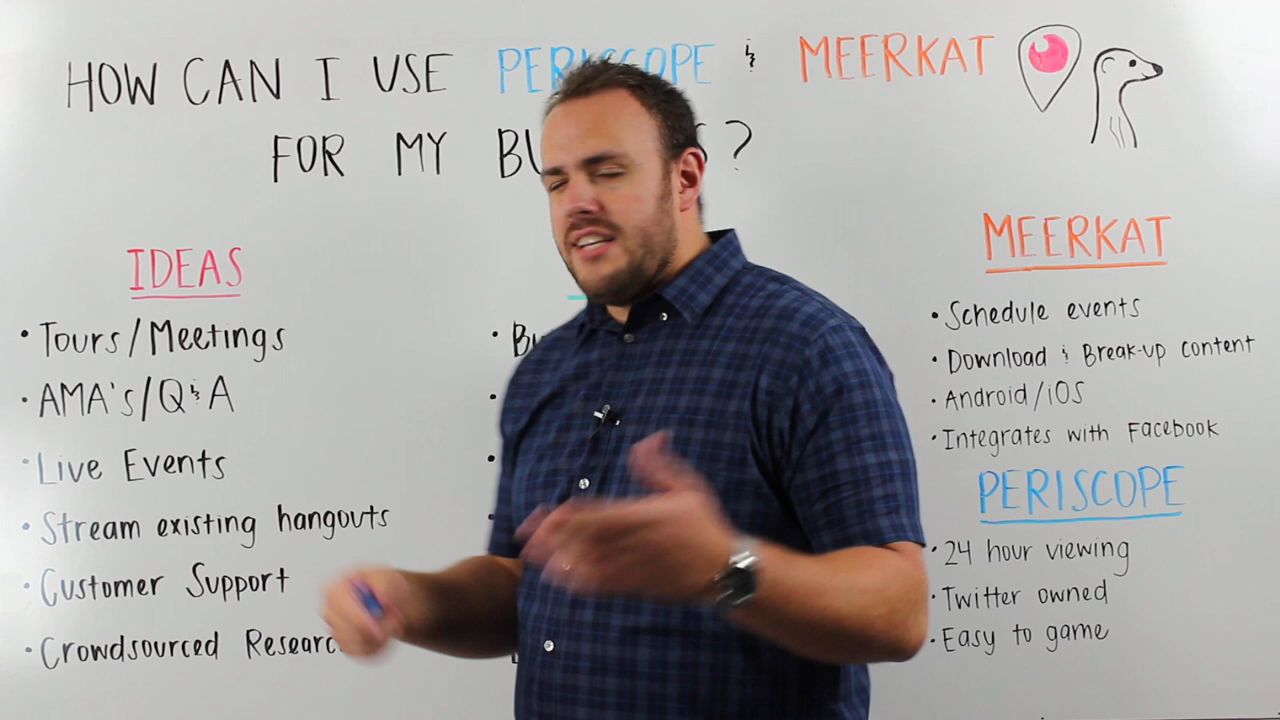 HOW CAN I USE PERISCOPE & MEERKAT
FOR MY ?
IDEAS
• Tours/Meetings
• AMA's/Q&A
• Live Events
• Stream existing hangouts
• Customer Support
• Crowdsourced
MEERKAT
• Schedule events
• Download & Break-up content
• Android/iOS
• Integrates with Facebook
PERISCOPE
• 24 hour viewing
• Twitter owned
• Easy to game